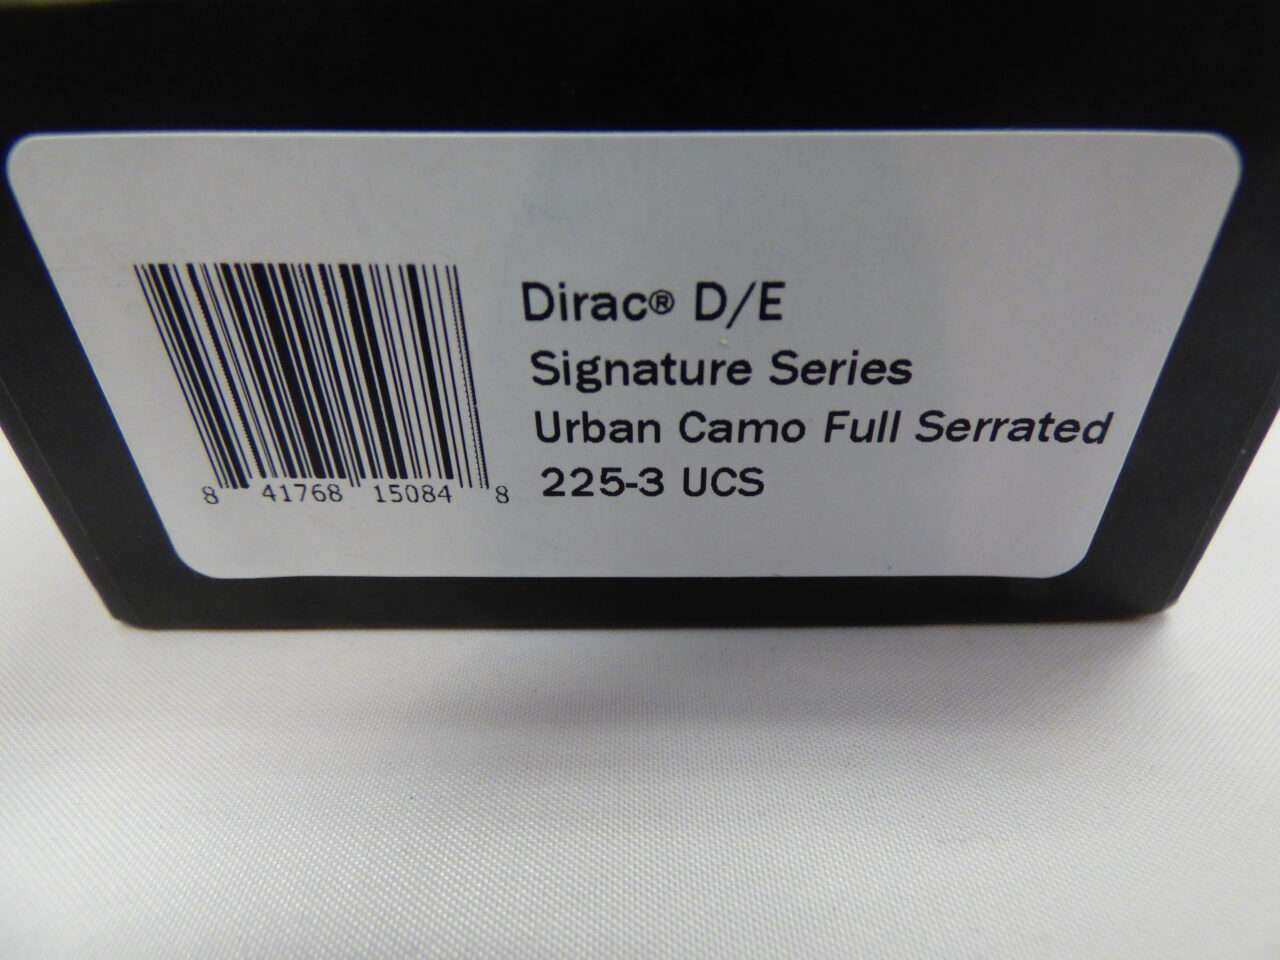 Dirac® D/E
Signature Series
Urban Camo Full Serrated
225-3 UCS
8 41768 15084 8